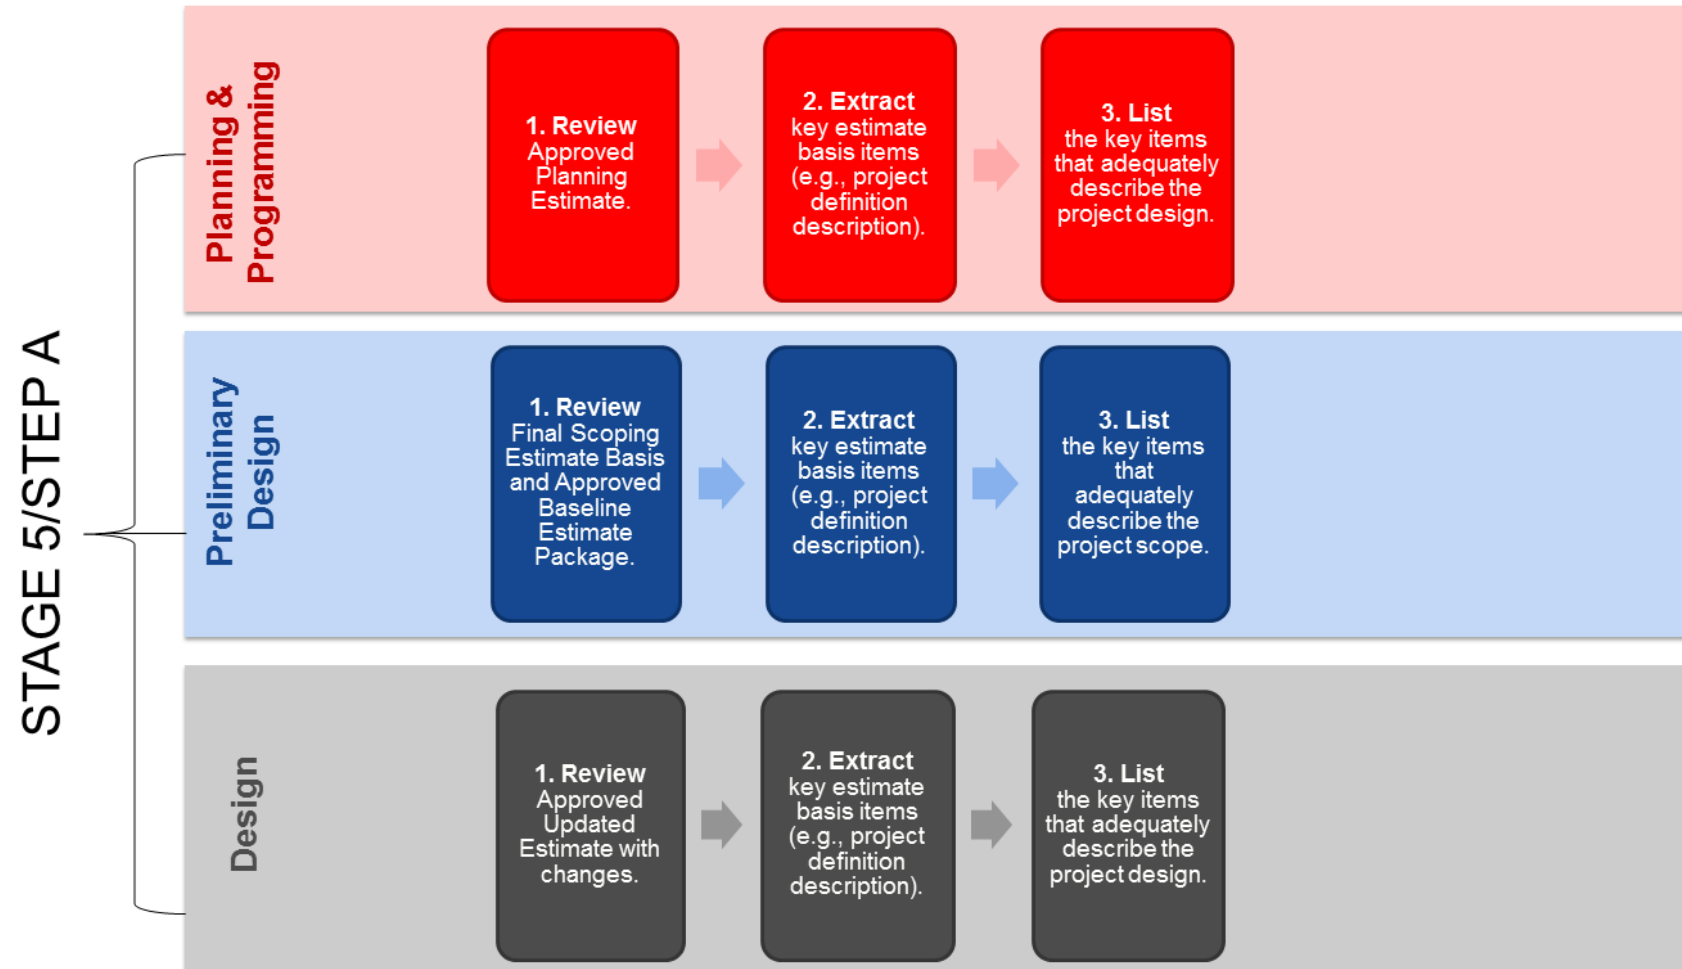 STAGE 5/STEP A
Planning &
Programming
1. Review
Approved
Planning
Estimate.
2. Extract
key estimate
basis items
(e.g., project
definition
description).
3. List
the key items
that adequately
describe the
project design.
Preliminary
Design
1. Review
Final Scoping
Estimate Basis
and Approved
Baseline
Estimate
Package.
2. Extract
key estimate
basis items
(e.g., project
definition
description).
3. List
the key items
that
adequately
describe the
project scope.
Design
1. Review
Approved
Updated
Estimate with
changes.
2. Extract
key estimate
basis items
(e.g., project
definition
description).
3. List
the key items
that adequately
describe the
project design.